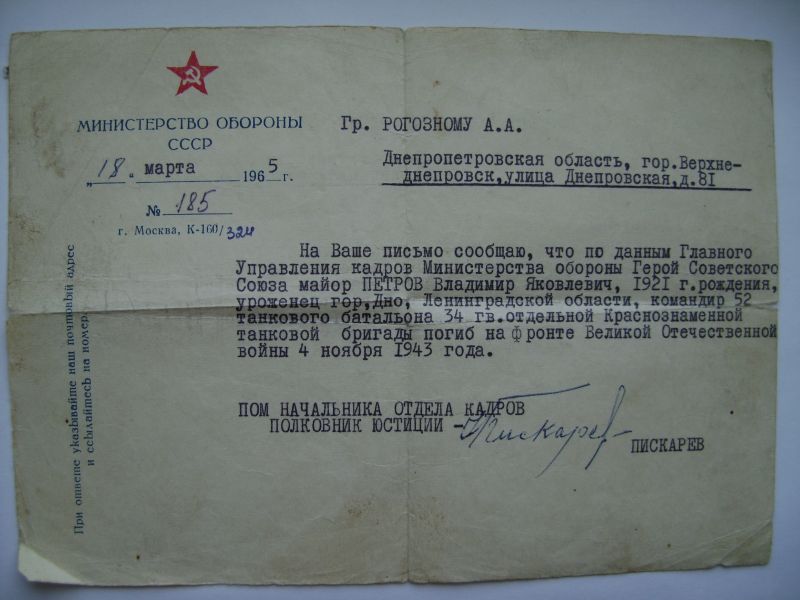 МИНИСТЕРСТВО ОБОРОНЫ
СССР
„18" марта 1965 г.
№ 185
г. Москва, К-160/324
При ответе указывайте наш почтовый адрес
и ссылайтесь на номер
Гр. РОГОЗНОМУ А.А.
Днепропетровская область, гор.Верхне-
днепровск,улица Днепровская,д.81
На Ваше письмо сообщаю, что по данным Главного
Управления кадров Министерства обороны Герой Советского
Союза майор ПЕТРОВ Владимир Яковлевич, 1921 г.рождения,
уроженец гор,Дно, Ленинградской области, командир 52
танкового батальона 34 гв.отдельной Краснознаменной
танковой бригады погиб на фронте Великой Отечественной
войны 4 ноября 1943 года.
ПОМ НАЧАЛЬНИКА ОТДЕЛА КАДРОВ
ПОЛКОВНИК ЮСТИЦИИ - Пискарев
ПИСКАРЕВ